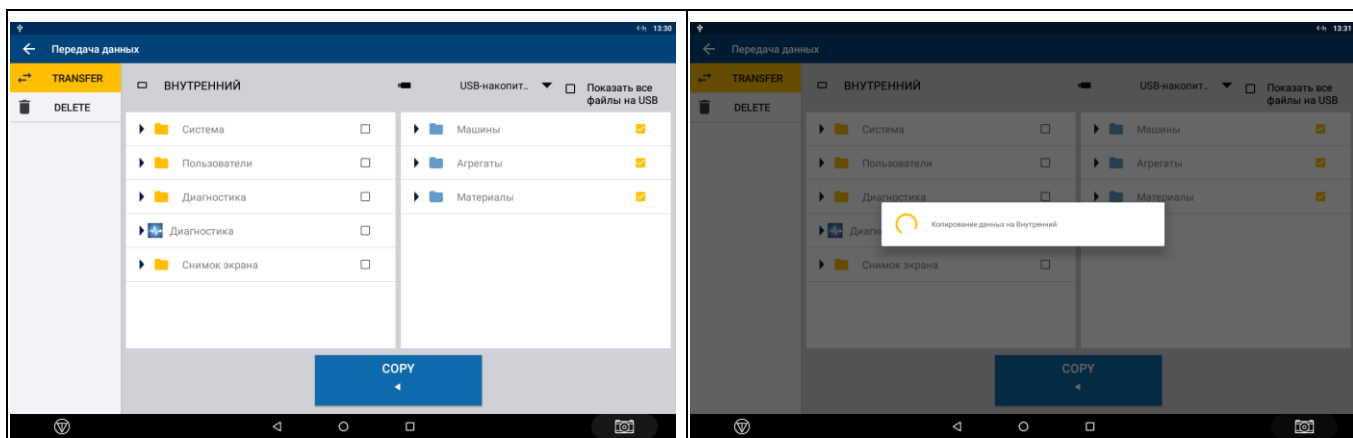 13:30
Передача данных
TRANSFER
DELETE
ВНУТРЕННИЙ
USB-накопит..
Показать все
файлы на USB
Система
Пользователи
Диагностика
Диагностика
Снимок экрана
Машины
Агрегаты
Материалы
COPY
13:31
Передача данных
TRANSFER
DELETE
ВНУТРЕННИЙ
USB-накопит..
Показать все
файлы на USB
Система
Пользователи
Диагностика
Диагн
Снимок экрана
Машины
Агрегаты
Материалы
Копирование данных на Внутренний
COPY